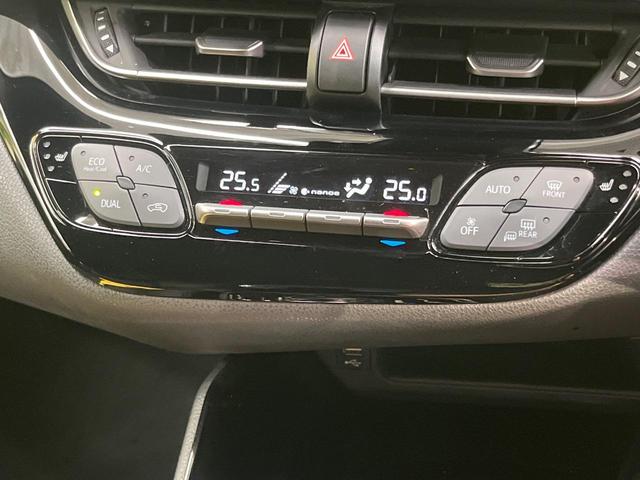 ECO
Heat/Cool
A/C
DUAL
25.5
nanoe
25.0
AUTO
FRONT
OFF
REAR